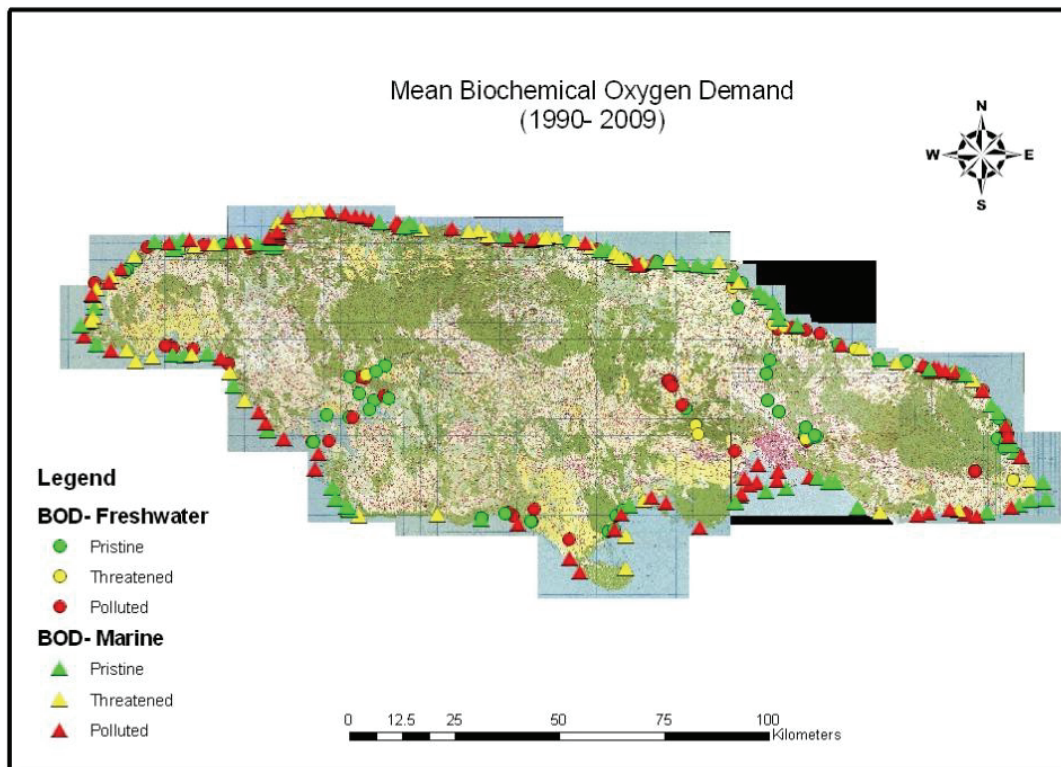 Mean Biochemical Oxygen Demand
(1990- 2009)
N
W E
S
Legend
BOD- Freshwater
Pristine
Threatened
Polluted
BOD- Marine
Pristine
Threatened
Polluted
0 12.5 25 50 75 100
Kilometers